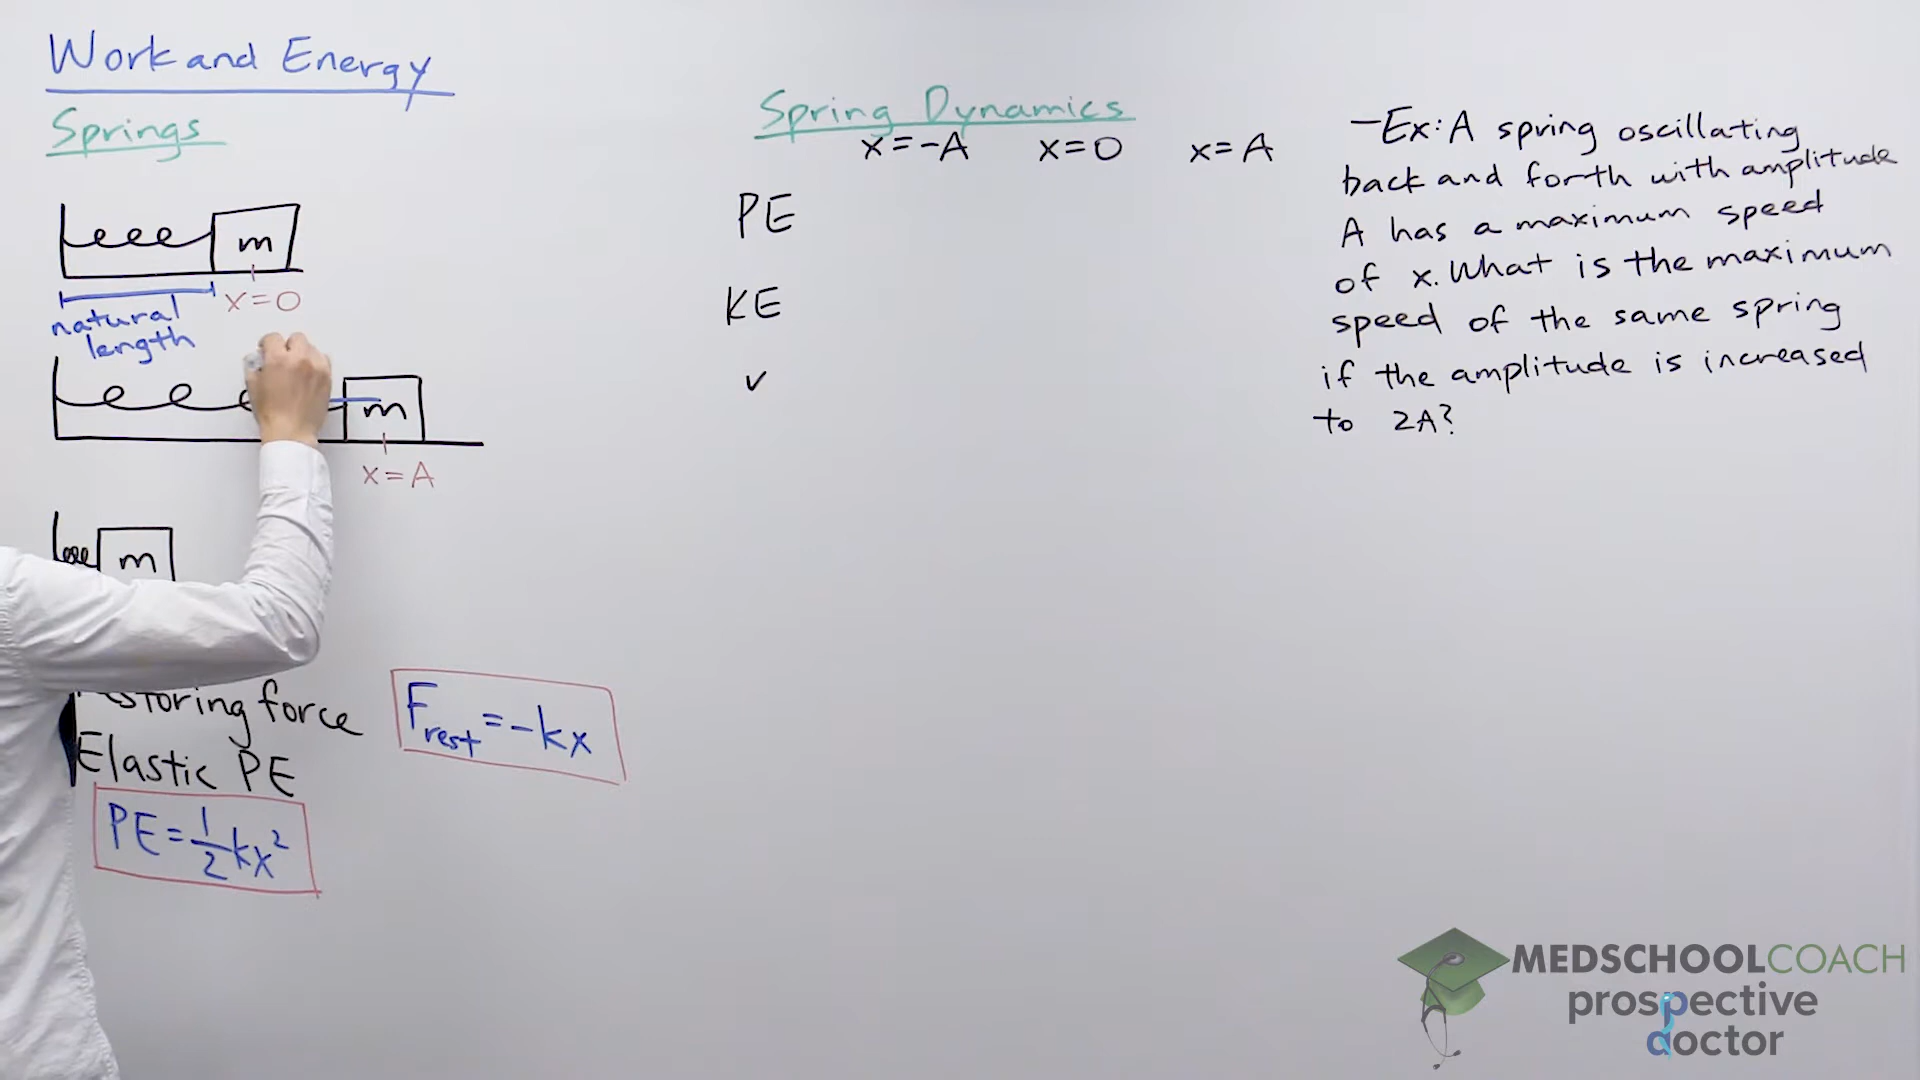 Work and Energy
Springs
m
x=0
natural
length
m
x=A
m
force
Elastic PE
PE=½kx²
F_rest=-kx
Spring Dynamics
x=-A x=0 x=A
PE
KE
v
-Ex: A spring oscillating
back and forth with amplitude
A has a maximum speed
of x. What is the maximum
speed of the same spring
if the amplitude is increased
to 2A?
MEDSCHOOLCOACH
prospective
doctor